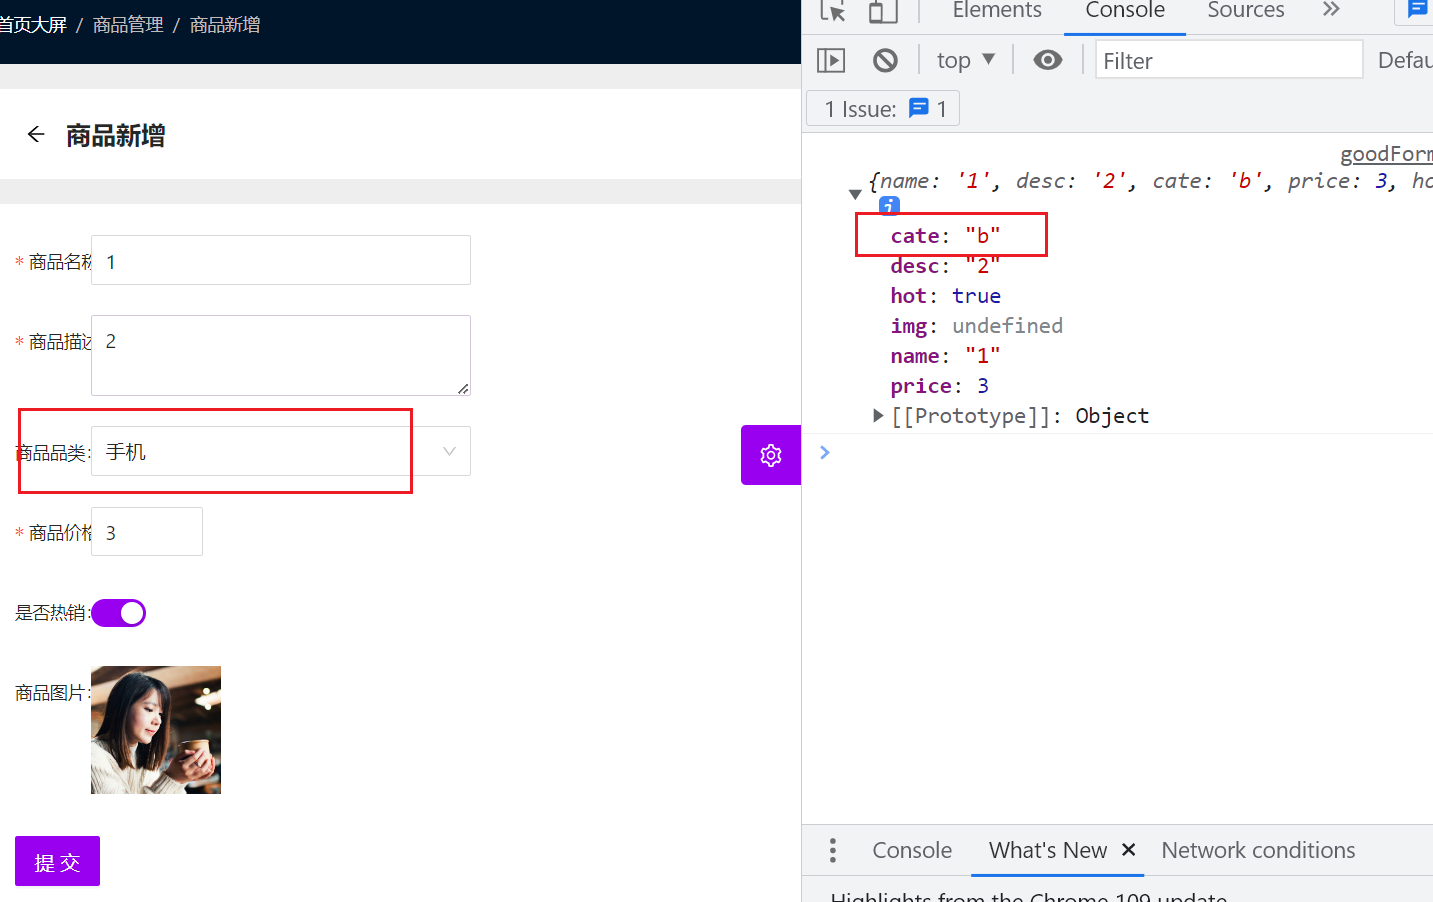 首页大屏 / 商品管理 / 商品新增
商品新增
* 商品名称
1
* 商品描述
2
商品品类:
手机
* 商品价格
3
是否热销:
商品图片:
提 交
Elements Console Sources
top Filter Defau
1 Issue: 1
goodForm
{name: '1', desc: '2', cate: 'b', price: 3, ho
i
cate: "b"
desc: "2"
hot: true
img: undefined
name: "1"
price: 3
[[Prototype]]: Object
Console What's New Network conditions
Highlights from the Chrome 109 update